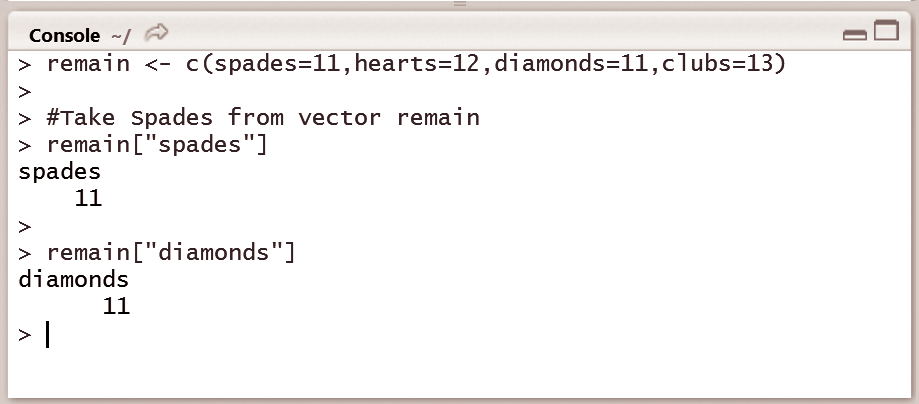 Console ~/
> remain <- c(spades=11,hearts=12,diamonds=11,clubs=13)
>
> #Take Spades from vector remain
> remain["spades"]
spades
    11
>
> remain["diamonds"]
diamonds
      11
>